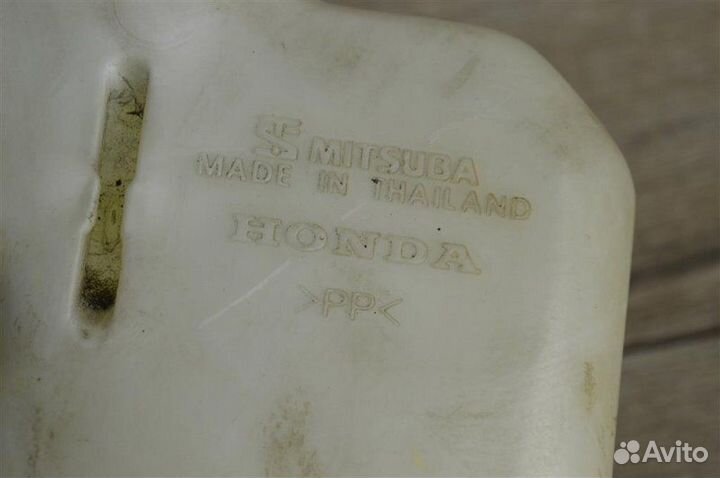 MITSUBA
MADE IN THAILAND
HONDA
>PP<
Avito